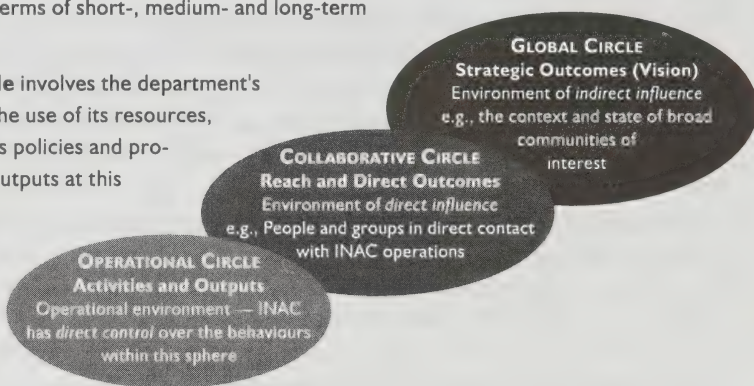 erms of short-, medium- and long-term
le involves the department's
he use of its resources,
s policies and pro-
utputs at this
GLOBAL CIRCLE
Strategic Outcomes (Vision)
Environment of indirect influence
e.g., the context and state of broad
communities of
interest
COLLABORATIVE CIRCLE
Reach and Direct Outcomes
Environment of direct influence
e.g., People and groups in direct contact
with INAC operations
OPERATIONAL CIRCLE
Activities and Outputs
Operational environment — INAC
has direct control over the behaviours
within this sphere